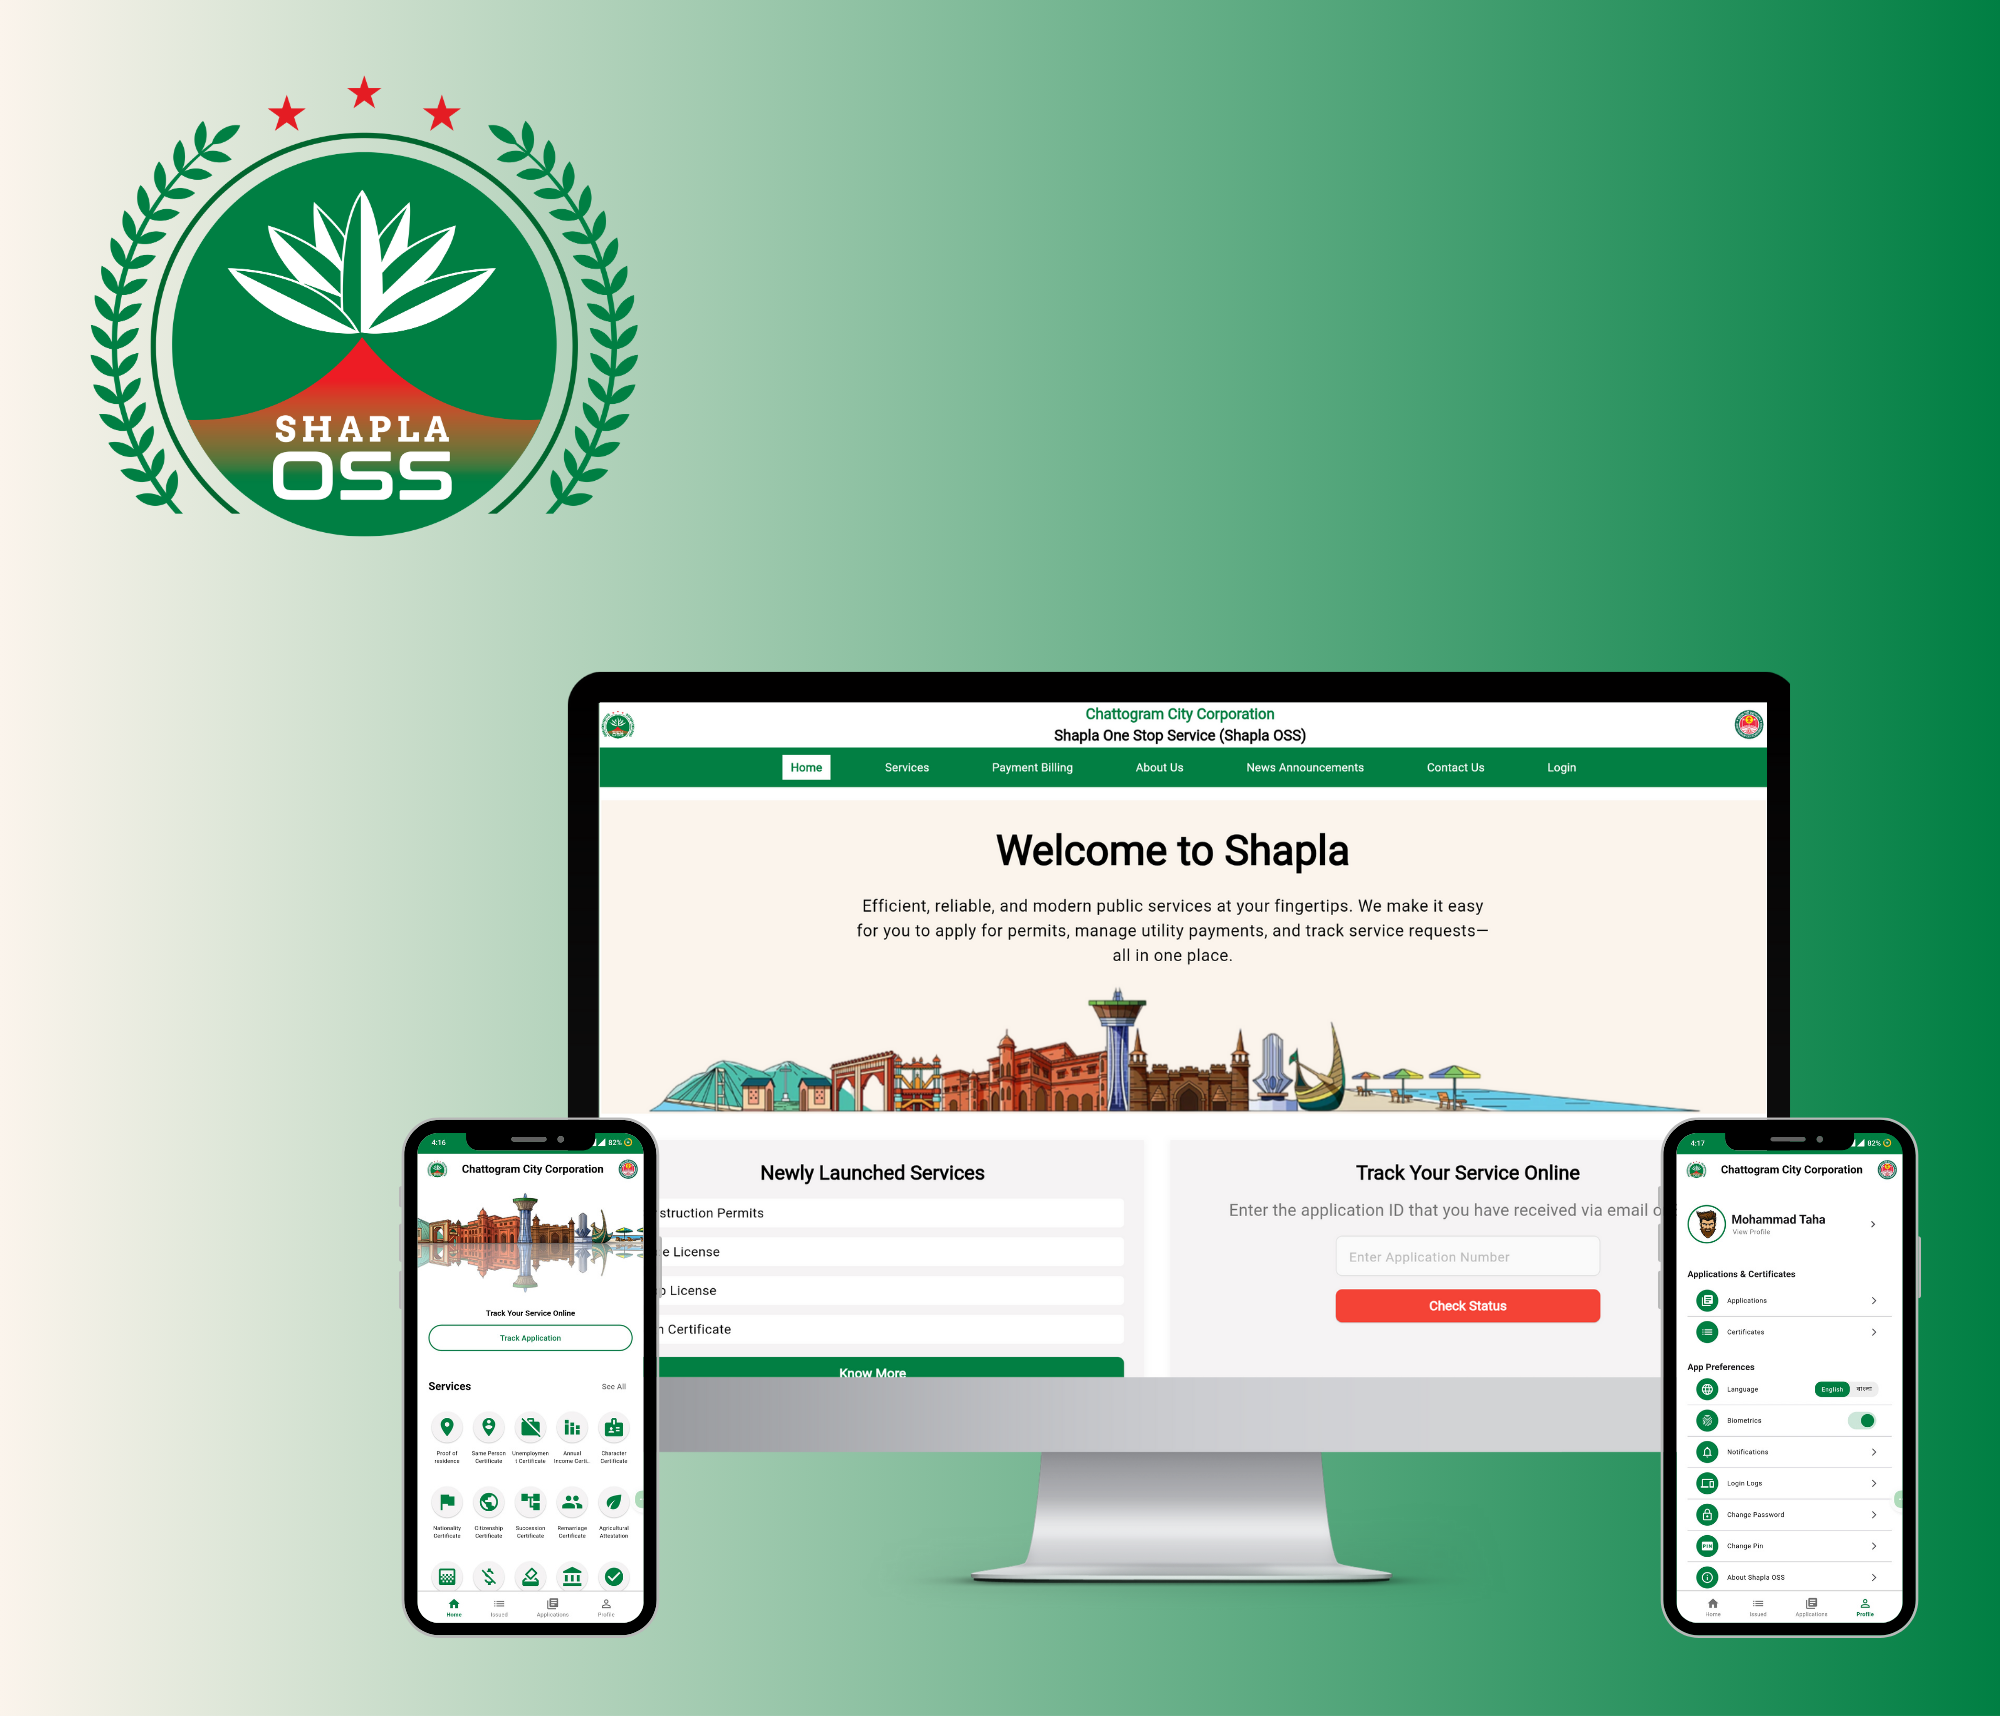 SHAPLA
OSS
Chattogram City Corporation
Shapla One Stop Service (Shapla OSS)
Home
Services
Payment Billing
About Us
News Announcements
Contact Us
Login
Welcome to Shapla
Efficient, reliable, and modern public services at your fingertips. We make it easy
for you to apply for permits, manage utility payments, and track service requests—
all in one place.
Newly Launched Services
struction Permits
e License
License
Certificate
Know More
Track Your Service Online
Enter the application ID that you have received via email o
Enter Application Number
Check Status
4:16
82%
Chattogram City Corporation
Track Your Service Online
Track Application
Services
See All
Proof of
residence
Same Person
Certificate
Unemploymen
t Certificate
Annual
Income Certi..
Character
Certificate
Nationality
Certificate
Citizenship
Certificate
Succession
Certificate
Remarriage
Certificate
Agricultural
Attestation
Home
Issued
Applications
Profile
4:17
82%
Chattogram City Corporation
Mohammad Taha
View Profile
Applications & Certificates
Applications
Certificates
App Preferences
Language
English
বাংলা
Biometrics
Notifications
Login Logs
Change Password
PIN
Change Pin
About Shapla OSS
Home
Issued
Applications
Profile